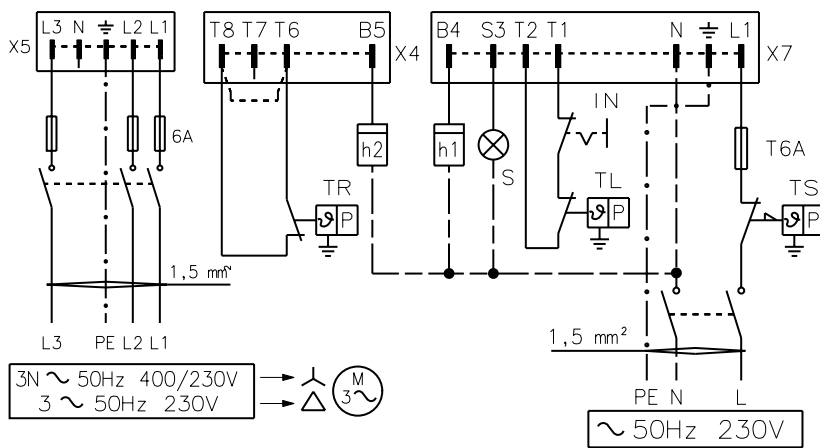 L3 N L2 L1
X5
T8 T7 T6 B5
X4
B4 S3 T2 T1 N L1
X7
6A
h2
h1
S
IN
T6A
TR
ϑ P
TL
ϑ P
TS
ϑ P
1,5 mm²
L3 PE L2 L1
1,5 mm²
PE N L
3N ~ 50Hz 400/230V
3 ~ 50Hz 230V
M
3~
~ 50Hz 230V